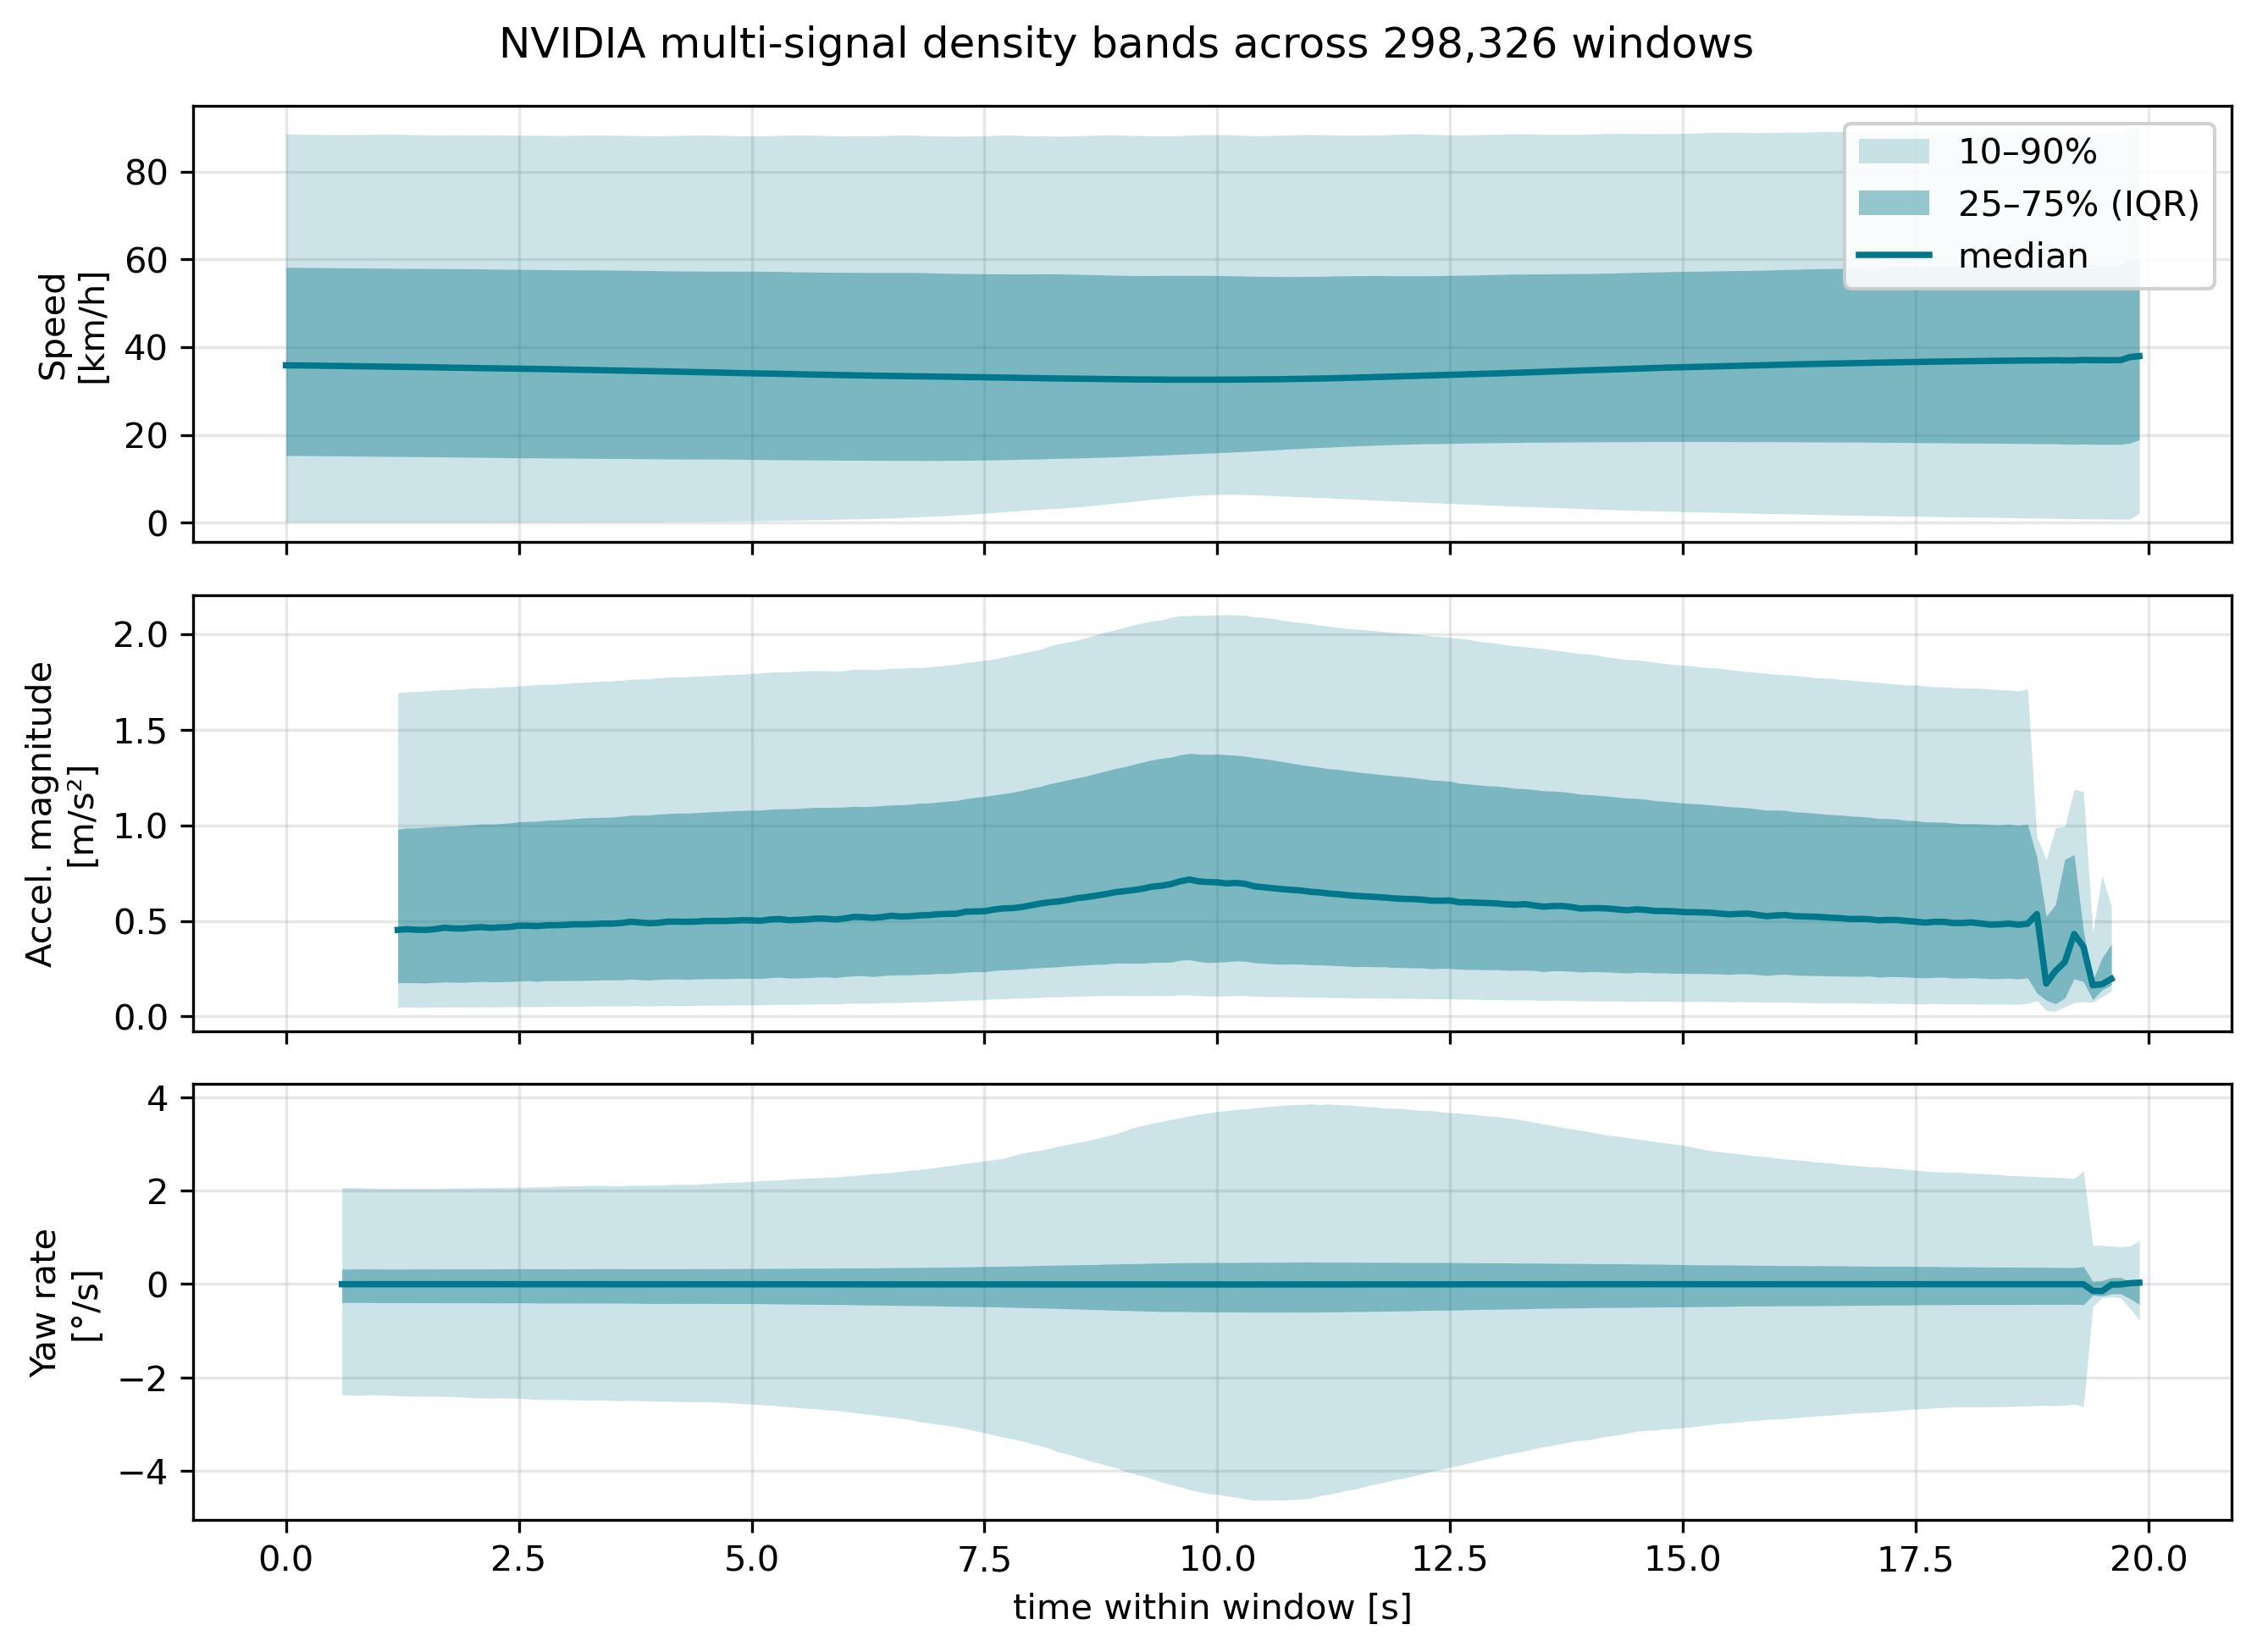 NVIDIA multi-signal density bands across 298,326 windows
10–90%
25–75% (IQR)
median
Speed
[km/h]
80
60
40
20
0
Accel. magnitude
[m/s²]
2.0
1.5
1.0
0.5
0.0
Yaw rate
[°/s]
4
2
0
−2
−4
0.0 2.5 5.0 7.5 10.0 12.5 15.0 17.5 20.0
time within window [s]